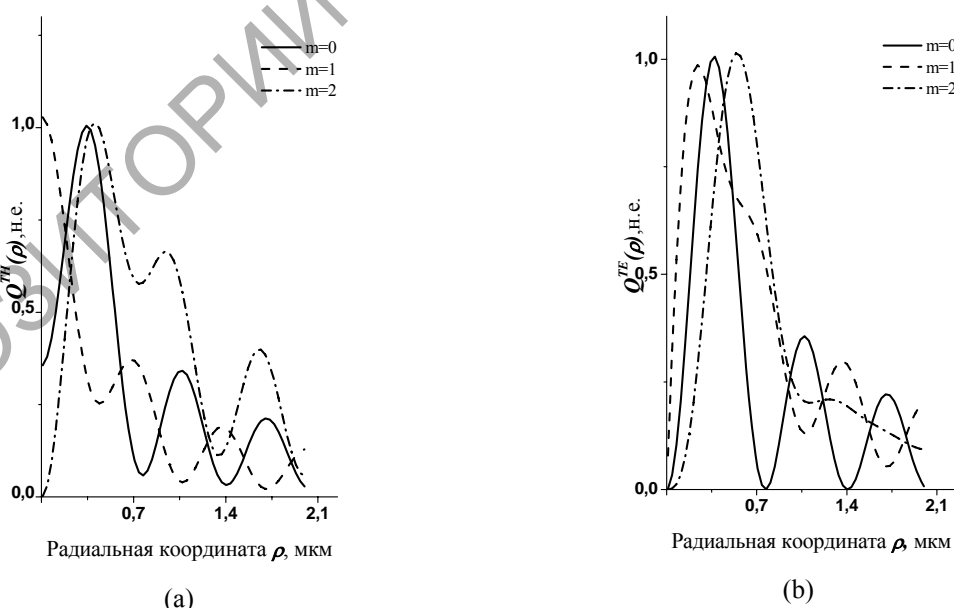 m=0
m=1
m=2
1,0
0,5
0,0
0,7 1,4 2,1
Q^TH(ρ),н.е.
Радиальная координата ρ, мкм
(a)
m=0
m=1
m=2
1,0
0,5
0,0
0,7 1,4 2,1
Q^TE(ρ),н.е.
Радиальная координата ρ, мкм
(b)
ОЗИТОРИЙ